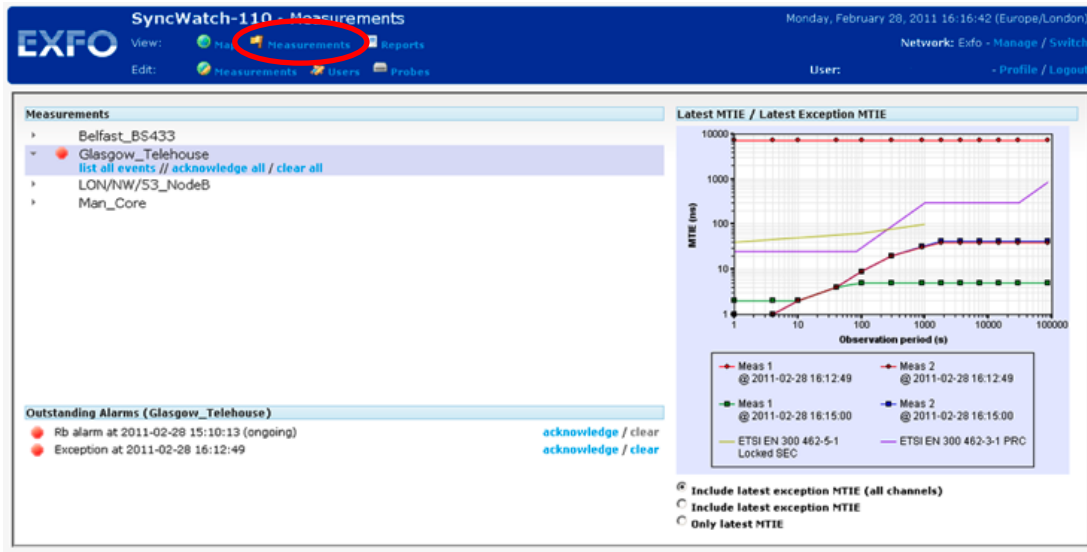 SyncWatch-110 - Measurements
Monday, February 28, 2011 16:16:42 (Europe/London)
EXFO
View: Map Measurements Reports
Network: Exfo - Manage / Switch
Edit: Measurements Users Probes
User: - Profile / Logout
Measurements
Belfast_BS433
Glasgow_Telehouse
list all events // acknowledge all / clear all
LON/NW/53_NodeB
Man_Core
Outstanding Alarms (Glasgow_Telehouse)
Rb alarm at 2011-02-28 15:10:13 (ongoing) acknowledge / clear
Exception at 2011-02-28 16:12:49 acknowledge / clear
Latest MTIE / Latest Exception MTIE
10000
1000
100
10
1
MTIE (ns)
1 10 100 1000 10000 100000
Observation period (s)
Meas 1
@ 2011-02-28 16:12:49
Meas 2
@ 2011-02-28 16:12:49
Meas 1
@ 2011-02-28 16:15:00
Meas 2
@ 2011-02-28 16:15:00
ETSI EN 300 462-5-1
Locked SEC
ETSI EN 300 462-3-1 PRC
Include latest exception MTIE (all channels)
Include latest exception MTIE
Only latest MTIE